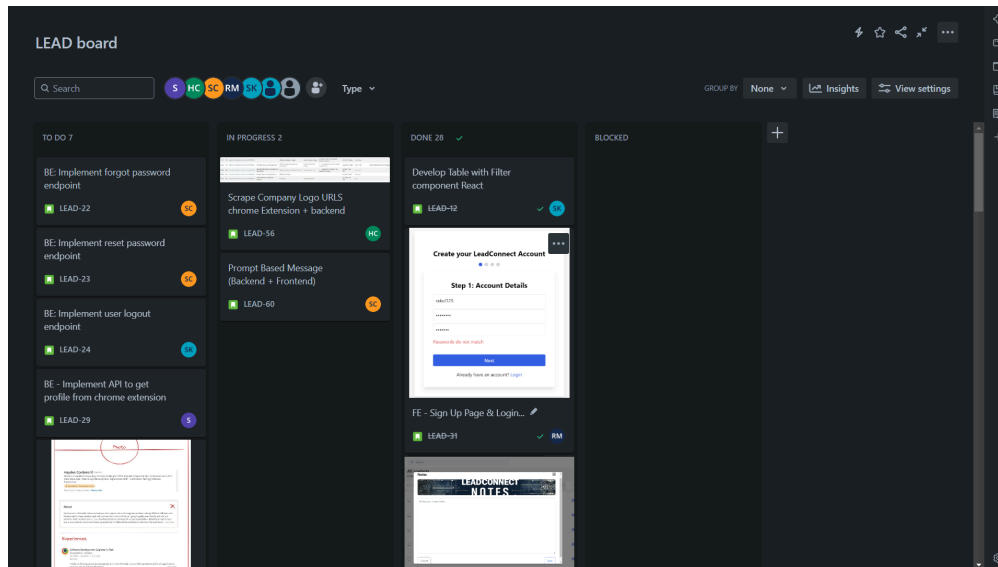 LEAD board
Search
S
HC
SC
RM
SK
Type
GROUP BY
None
Insights
View settings
TO DO 7
BE: Implement forgot password
endpoint
LEAD-22
SC
BE: Implement reset password
endpoint
LEAD-23
SC
BE: Implement user logout
endpoint
LEAD-24
SK
BE - Implement API to get
profile from chrome extension
LEAD-29
S
Photo
About
Experiences
IN PROGRESS 2
Scrape Company Logo URLS
chrome Extension + backend
LEAD-56
HC
Prompt Based Message
(Backend + Frontend)
LEAD-60
SC
DONE 28
Develop Table with Filter
component React
LEAD-12
SK
Create your LeadConnect Account
Step 1: Account Details
Passwords do not match
Next
Already have an account? Login
FE - Sign Up Page & Login...
LEAD-31
RM
Notes
LEADCONNECT
NOTES
BLOCKED